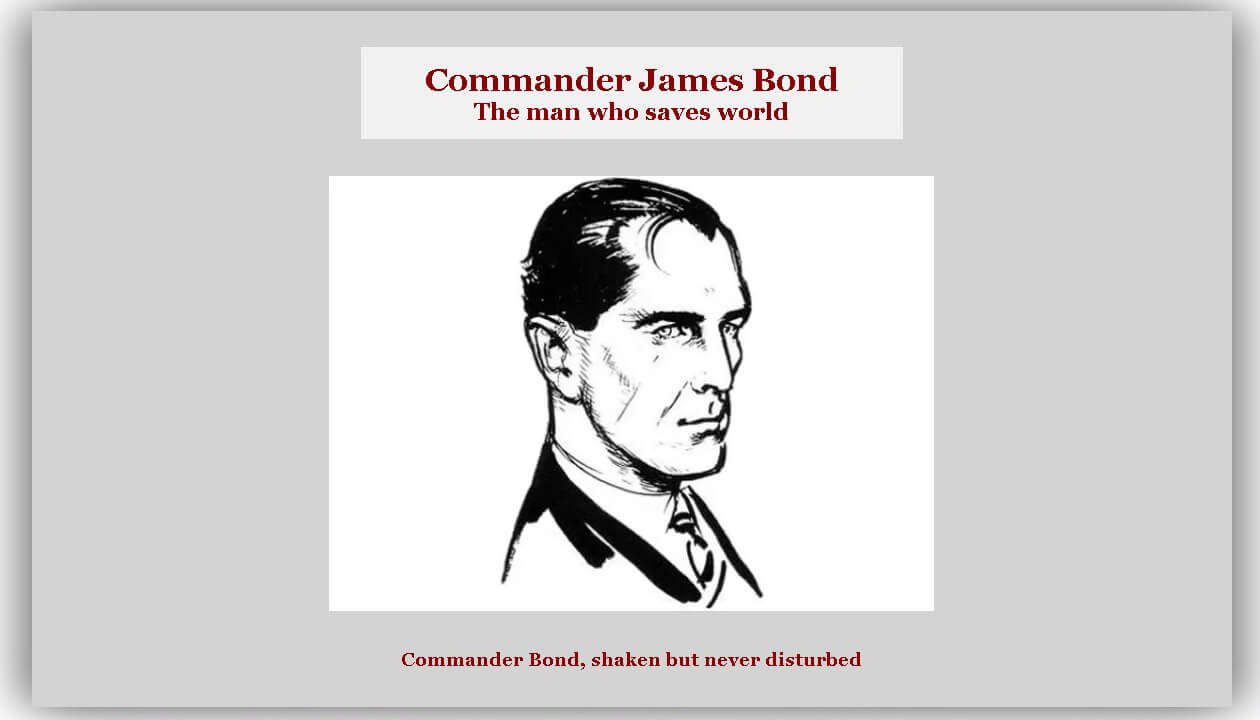 Commander James Bond
The man who saves world
Commander Bond, shaken but never disturbed